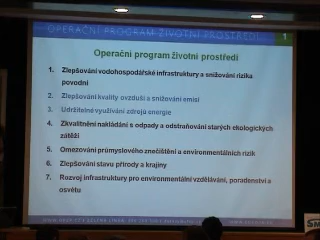 OPERAČNÍ PROGRAM ŽIVOTNÍ PROSTŘEDÍ
1
Operační program životní prostředí
1. Zlepšování vodohospodářské infrastruktury a snižování rizika
povodní
2. Zlepšování kvality ovzduší a snižování emisí
3. Udržitelné využívání zdrojů energie
4. Zkvalitnění nakládání s odpady a odstraňování starých ekologických
zátěží
5. Omezování průmyslového znečištění a environmentálních rizik
6. Zlepšování stavu přírody a krajiny
7. Rozvoj infrastruktury pro environmentální vzdělávání, poradenství a
osvětu